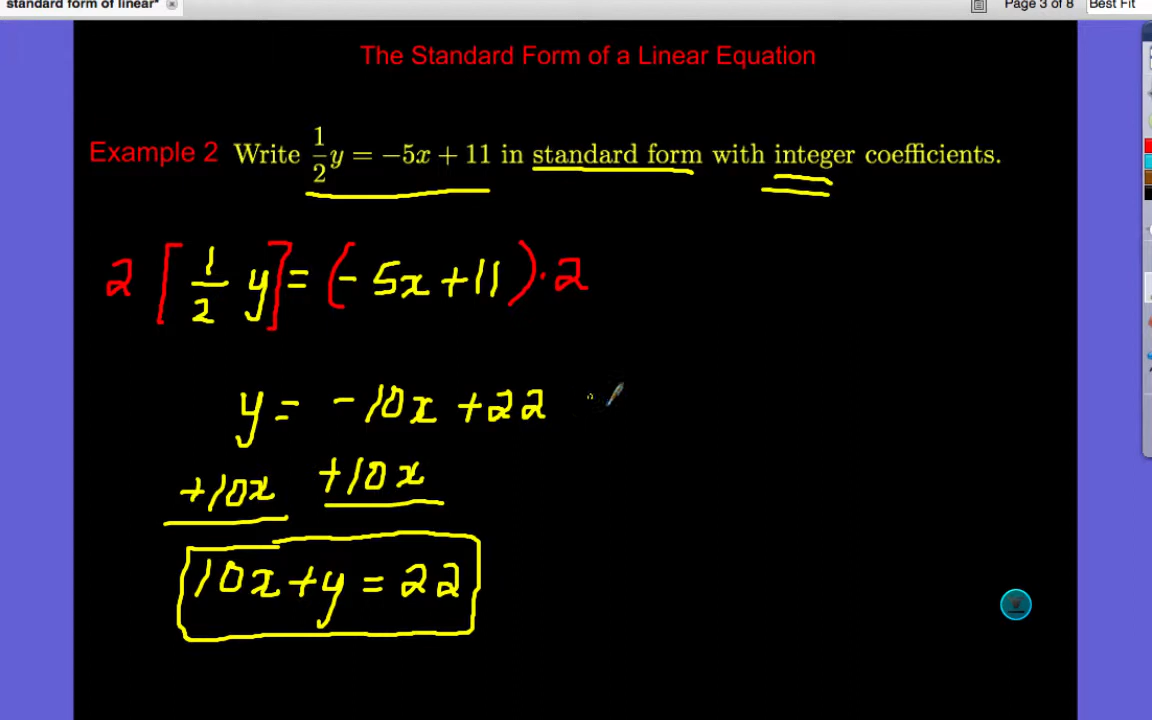 standard form of linear*
Page 3 of 8
Best Fit
The Standard Form of a Linear Equation
Example 2 Write 1/2 y = −5x + 11 in standard form with integer coefficients.
2 [ 1/2 y ] = ( - 5x + 11 ) · 2
y = - 10x + 22
+10x +10x
10x + y = 22